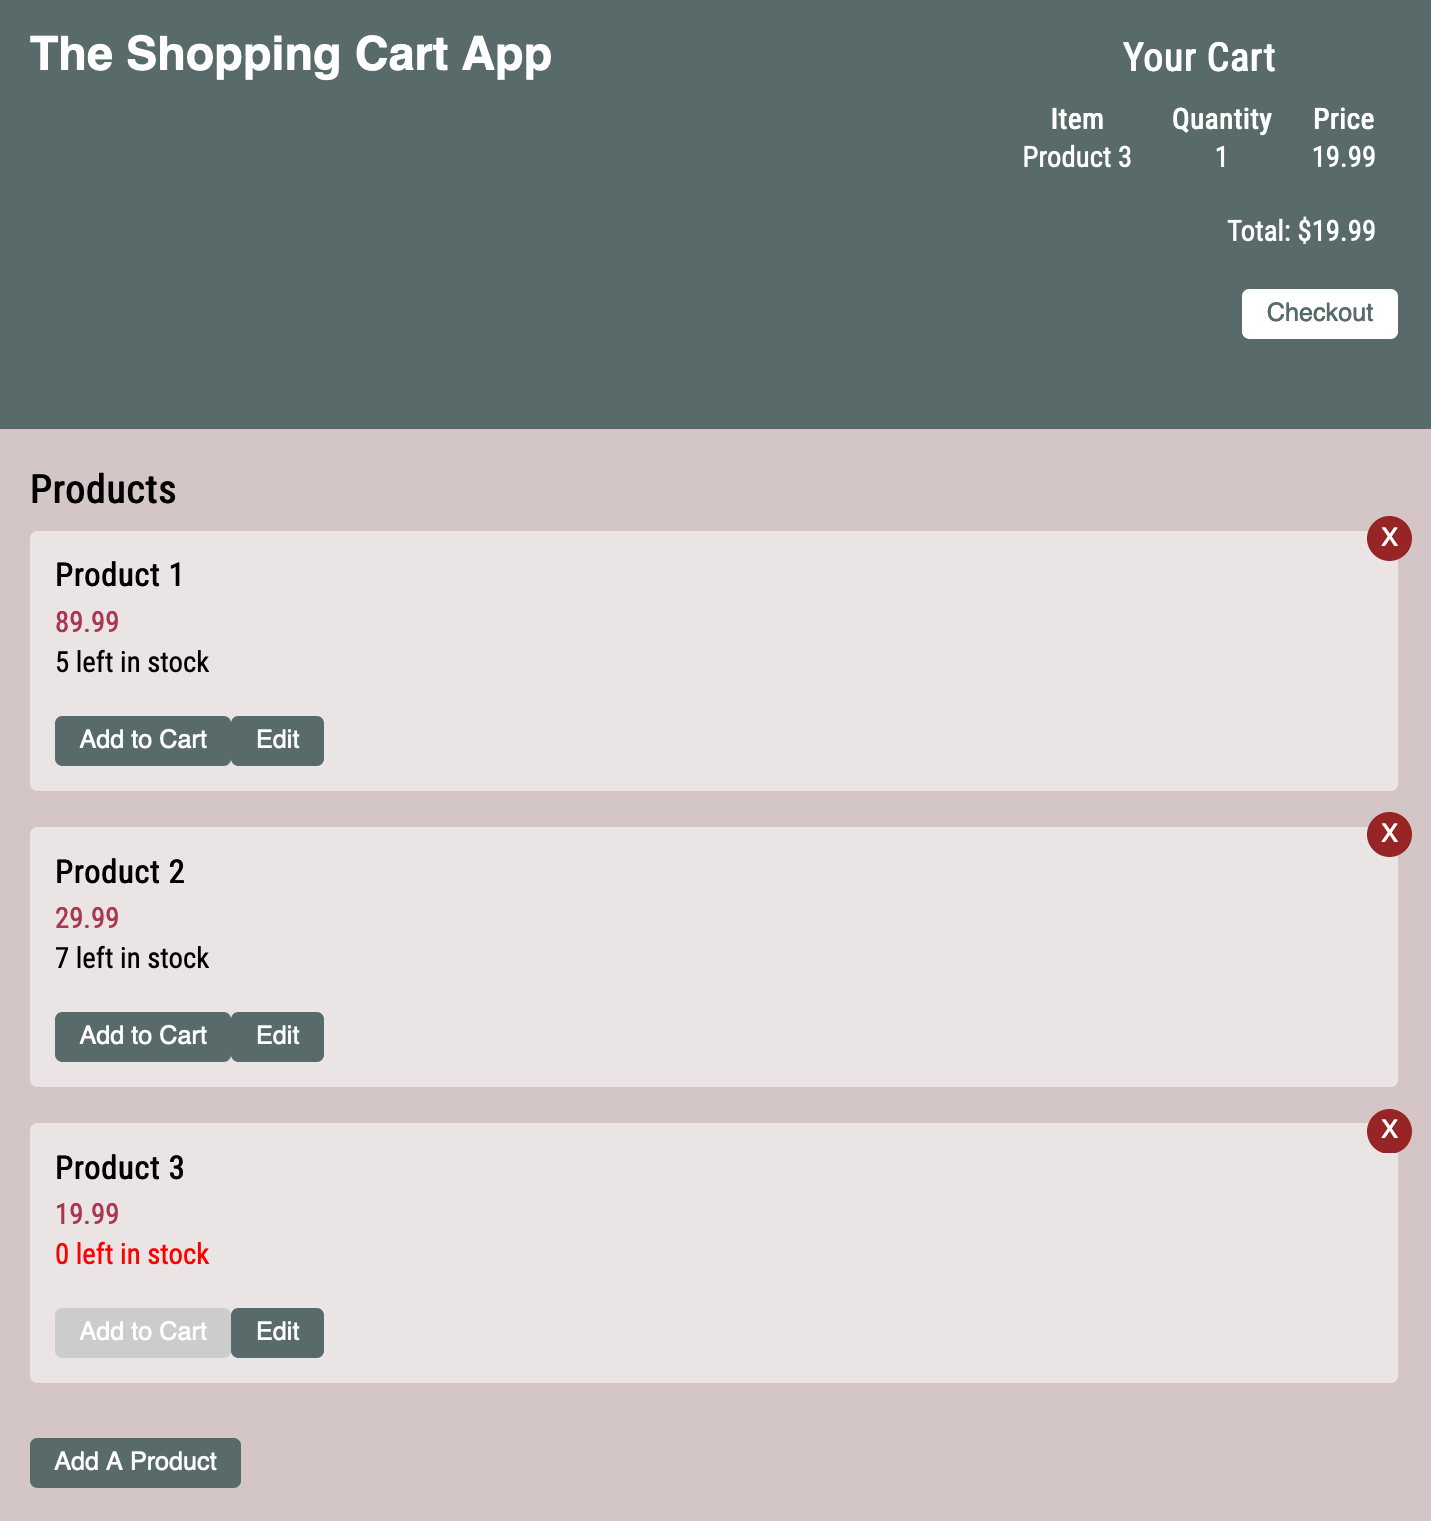 The Shopping Cart App
Your Cart
Item Quantity Price
Product 3 1 19.99
Total: $19.99
Checkout
Products
X
Product 1
89.99
5 left in stock
Add to Cart Edit
X
Product 2
29.99
7 left in stock
Add to Cart Edit
X
Product 3
19.99
0 left in stock
Add to Cart Edit
Add A Product